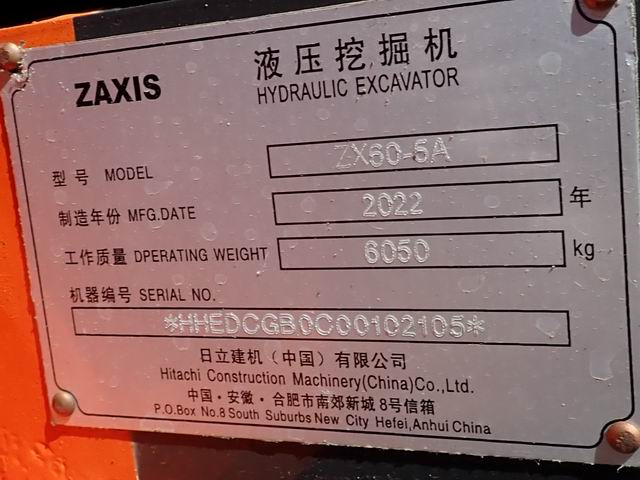 液压挖掘机
ZAXIS HYDRAULIC EXCAVATOR
型号 MODEL ZX60-5A
制造年份 MFG.DATE 2022 年
工作质量 DPERATING WEIGHT 6050 kg
机器编号 SERIAL NO.
*HHEDCGB0C00102105*
日立建机（中国）有限公司
Hitachi Construction Machinery(China)Co.,Ltd.
中国·安徽·合肥市南郊新城8号信箱
P.O.Box No.8 South Suburbs New City Hefei,Anhui China